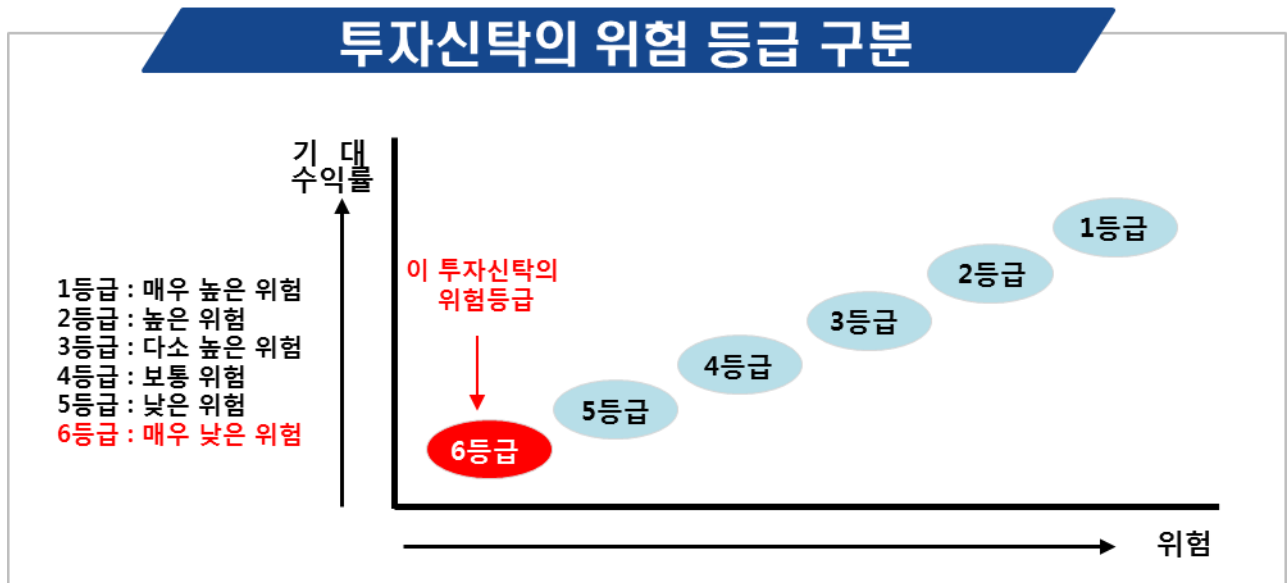 투자신탁의 위험 등급 구분
기 대
수익률
1등급 : 매우 높은 위험
2등급 : 높은 위험
3등급 : 다소 높은 위험
4등급 : 보통 위험
5등급 : 낮은 위험
6등급 : 매우 낮은 위험
이 투자신탁의
위험등급
1등급
2등급
3등급
4등급
5등급
6등급
위험